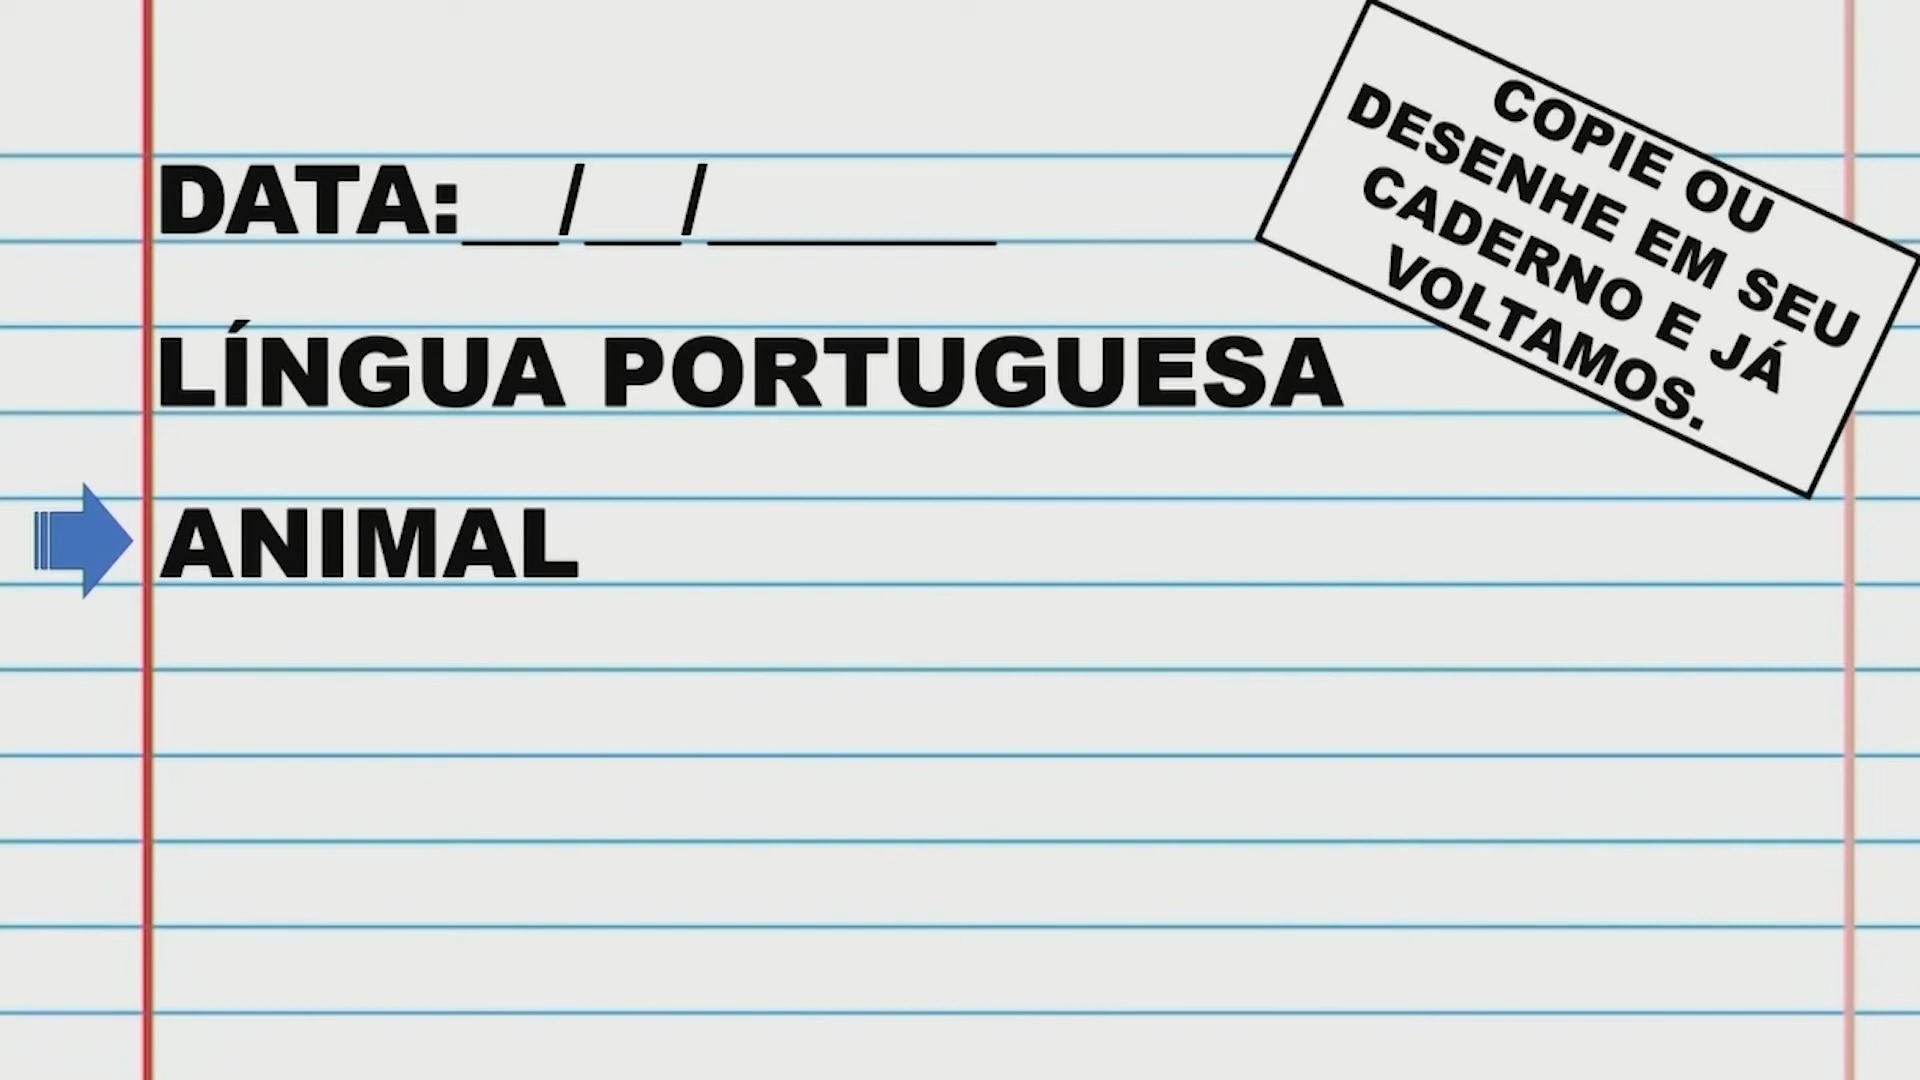 DATA:__/__/______
LÍNGUA PORTUGUESA
ANIMAL
COPIE OU
DESENHE EM SEU
CADERNO E JÁ
VOLTAMOS.